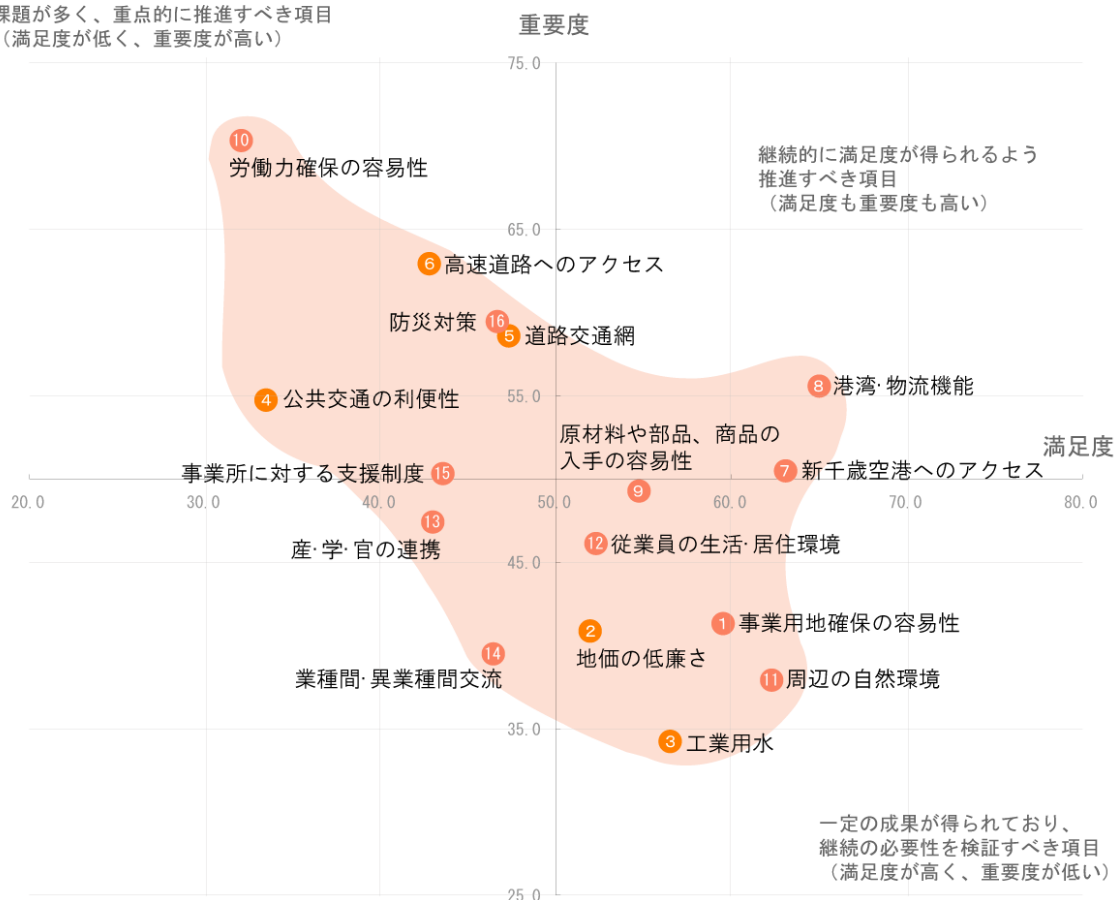 課題が多く、重点的に推進すべき項目
（満足度が低く、重要度が高い）
重要度
75.0
10
労働力確保の容易性
継続的に満足度が得られるよう
推進すべき項目
（満足度も重要度も高い）
65.0
6 高速道路へのアクセス
防災対策 16
5 道路交通網
55.0
4 公共交通の利便性
8 港湾・物流機能
原材料や部品、商品の
入手の容易性
9
満足度
事業所に対する支援制度 15
7 新千歳空港へのアクセス
20.0 30.0 40.0 50.0 60.0 70.0 80.0
13
産・学・官の連携
12 従業員の生活・居住環境
45.0
1 事業用地確保の容易性
2
地価の低廉さ
14
業種間・異業種間交流
11 周辺の自然環境
35.0
3 工業用水
一定の成果が得られており、
継続の必要性を検証すべき項目
（満足度が高く、重要度が低い）
25.0